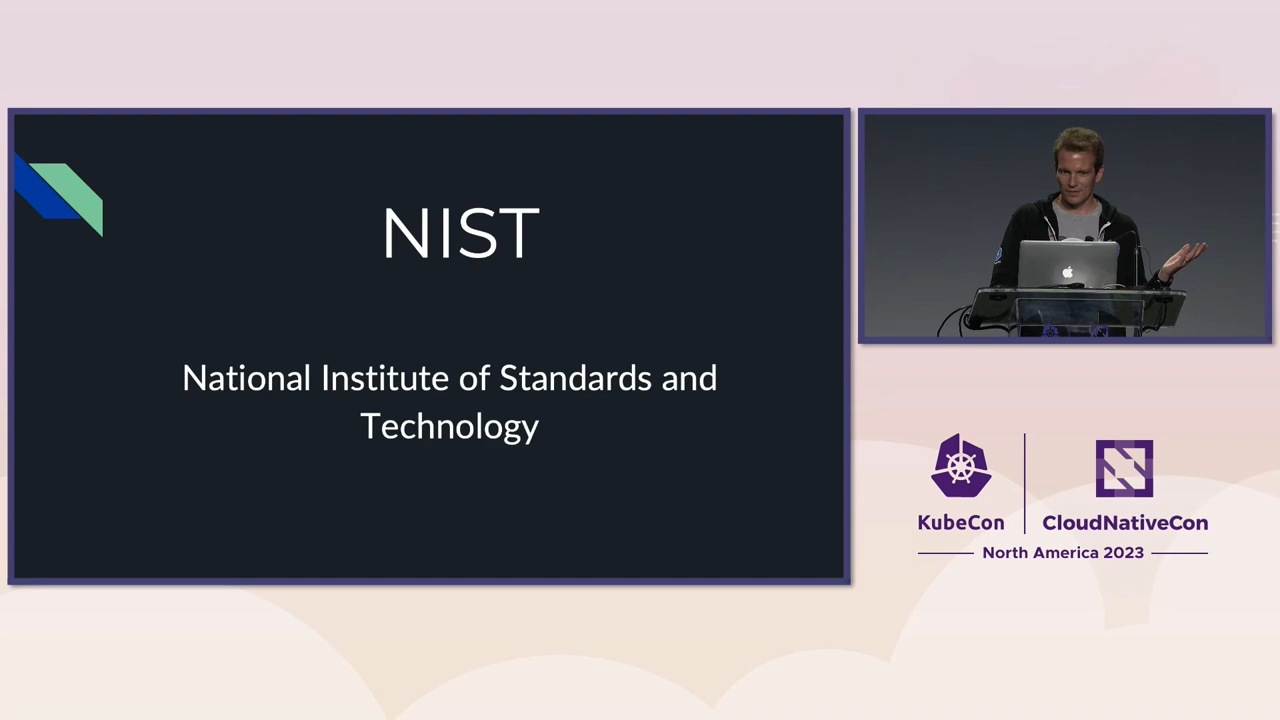 NIST
National Institute of Standards and
Technology
KubeCon
CloudNativeCon
North America 2023